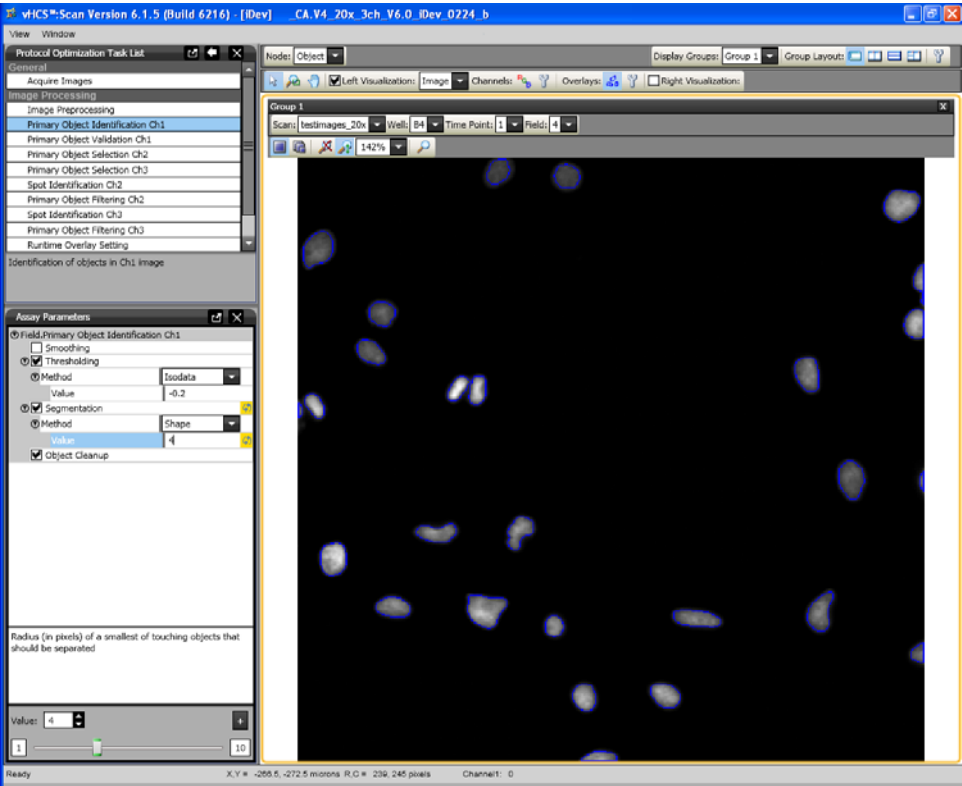 vHCS™:Scan Version 6.1.5 (Build 6216) - [iDev] _CA.V4_20x_3ch_V6.0_iDev_0224_b
View Window
Protocol Optimization Task List
General
Acquire Images
Image Processing
Image Preprocessing
Primary Object Identification Ch1
Primary Object Validation Ch1
Primary Object Selection Ch2
Primary Object Selection Ch3
Spot Identification Ch2
Primary Object Filtering Ch2
Spot Identification Ch3
Primary Object Filtering Ch3
Runtime Overlay Setting
Identification of objects in Ch1 image
Assay Parameters
Field.Primary Object Identification Ch1
Smoothing
Thresholding
Method Isodata
Value -0.2
Segmentation
Method Shape
Value 4
Object Cleanup
Radius (in pixels) of a smallest of touching objects that
should be separated
Value: 4 +
1 10
Node: Object Display Groups: Group 1 Group Layout:
Left Visualization: Image Channels: Overlays: Right Visualization:
Group 1 X
Scan: testimages_20x Well: B4 Time Point: 1 Field: 4
142%
Ready X,Y = -266.5, -272.5 microns R,C = 239, 246 pixels Channel1: 0